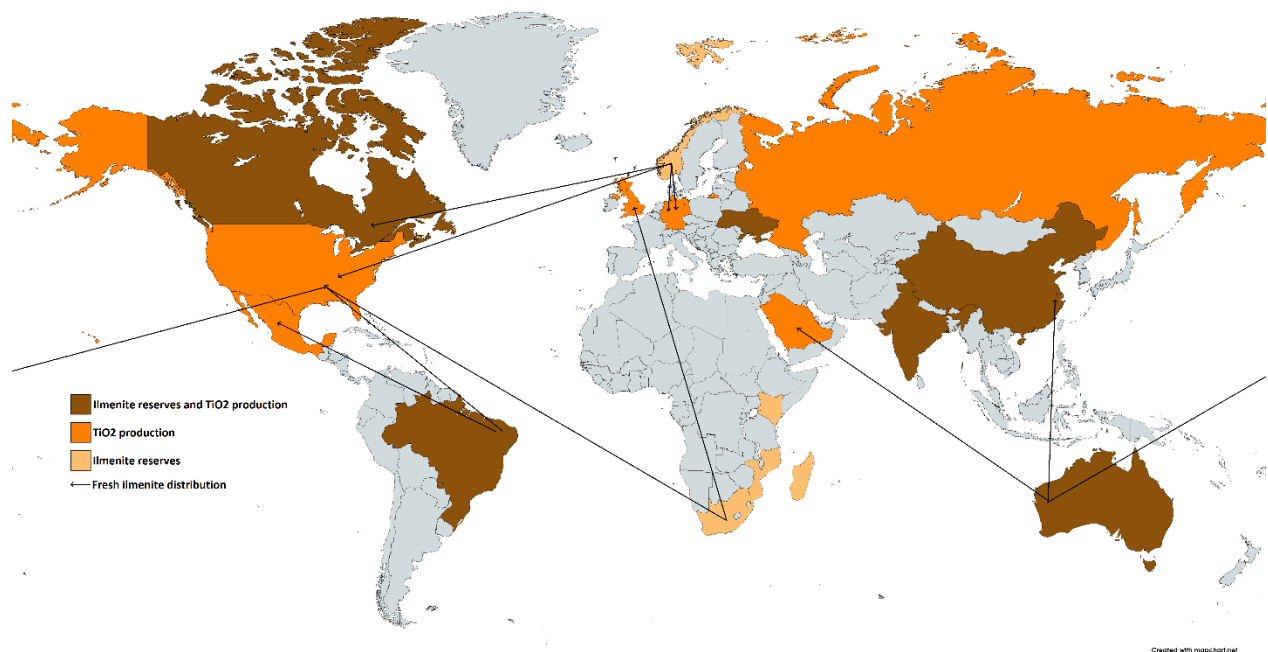 Ilmenite reserves and TiO2 production
TiO2 production
Ilmenite reserves
Fresh ilmenite distribution
Created with mapchart.net